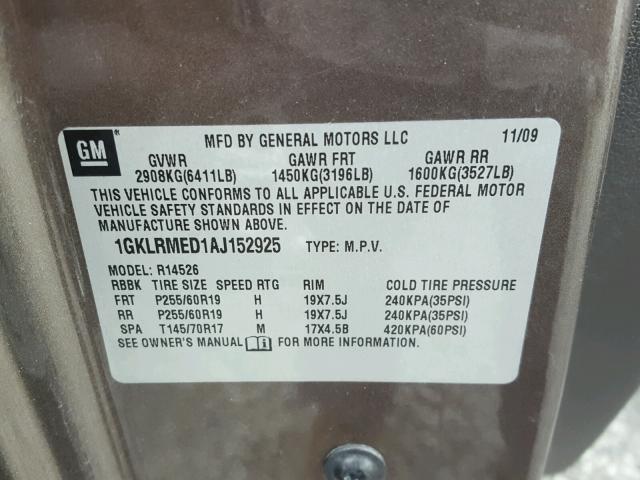 GM
MFD BY GENERAL MOTORS LLC 11/09
GVWR GAWR FRT GAWR RR
2908KG(6411LB) 1450KG(3196LB) 1600KG(3527LB)
THIS VEHICLE CONFORMS TO ALL APPLICABLE U.S. FEDERAL MOTOR
VEHICLE SAFETY STANDARDS IN EFFECT ON THE DATE OF
MANUFACTURE SHOWN ABOVE.
1GKLRMED1AJ152925 TYPE: M.P.V.
MODEL: R14526
RBBK TIRE SIZE SPEED RTG RIM COLD TIRE PRESSURE
FRT P255/60R19 H 19X7.5J 240KPA(35PSI)
RR P255/60R19 H 19X7.5J 240KPA(35PSI)
SPA T145/70R17 M 17X4.5B 420KPA(60PSI)
SEE OWNER'S MANUAL FOR MORE INFORMATION.